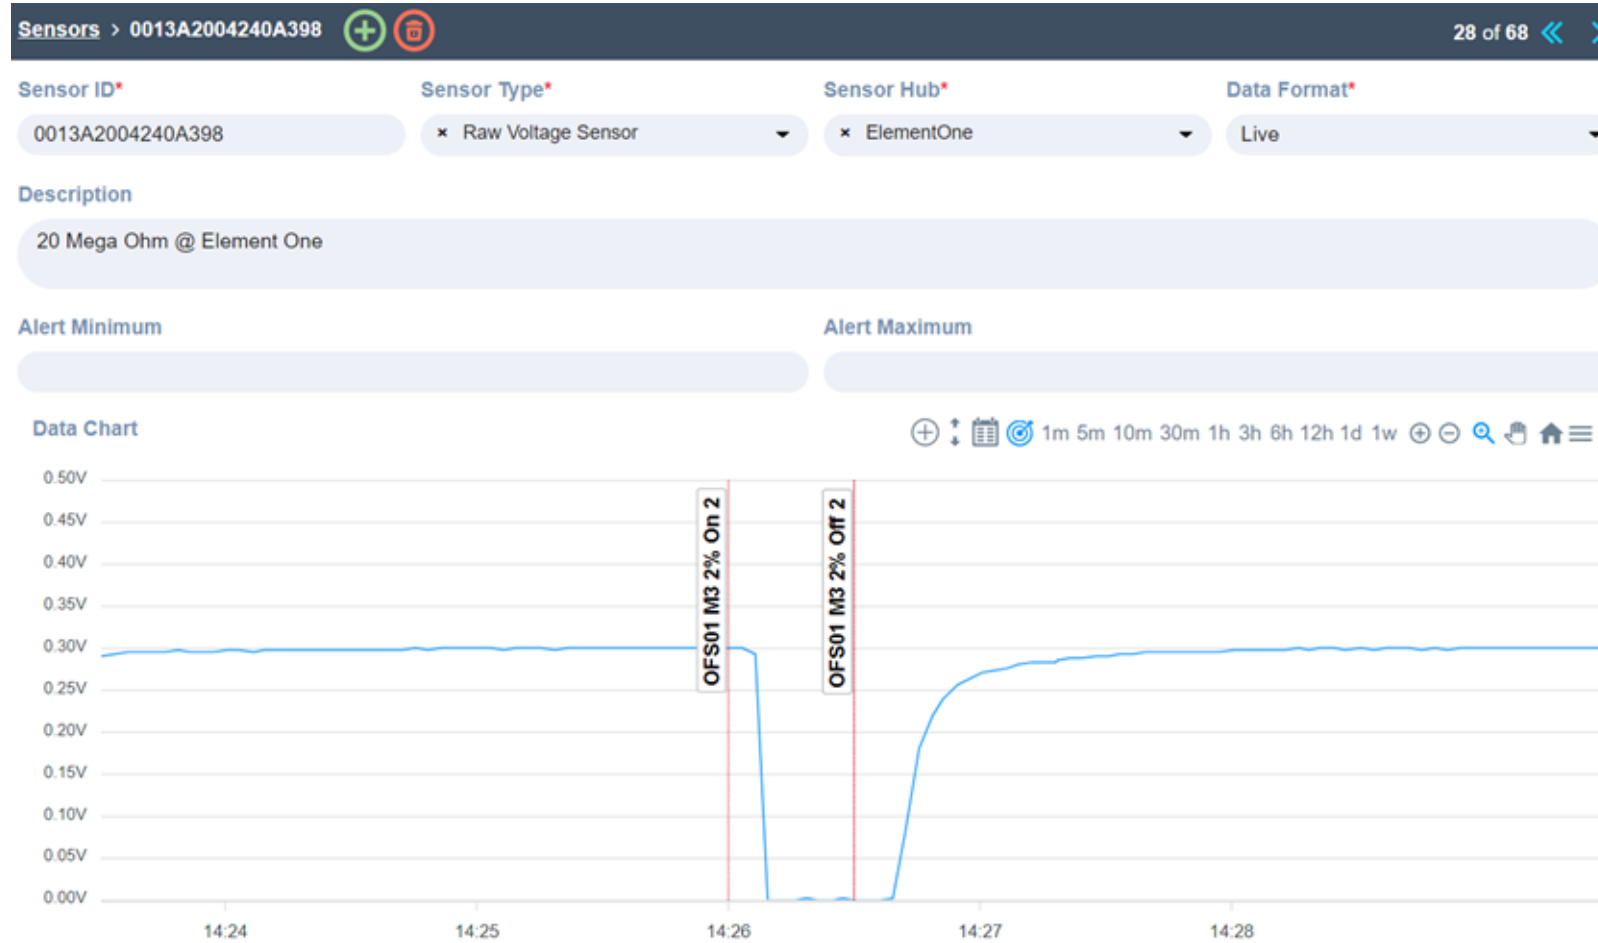 Sensors > 0013A2004240A398
28 of 68
Sensor ID* Sensor Type* Sensor Hub* Data Format*
0013A2004240A398 × Raw Voltage Sensor × ElementOne Live
Description
20 Mega Ohm @ Element One
Alert Minimum Alert Maximum
Data Chart 1m 5m 10m 30m 1h 3h 6h 12h 1d 1w
0.50V
0.45V
0.40V
0.35V
0.30V
0.25V
0.20V
0.15V
0.10V
0.05V
0.00V
OFS01 M3 2% On 2
OFS01 M3 2% Off 2
14:24 14:25 14:26 14:27 14:28